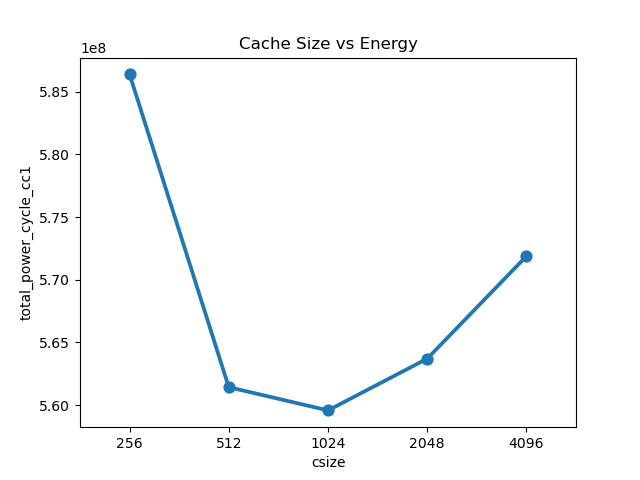 Cache Size vs Energy
1e8
5.85
5.80
5.75
5.70
5.65
5.60
total_power_cycle_cc1
256 512 1024 2048 4096
csize